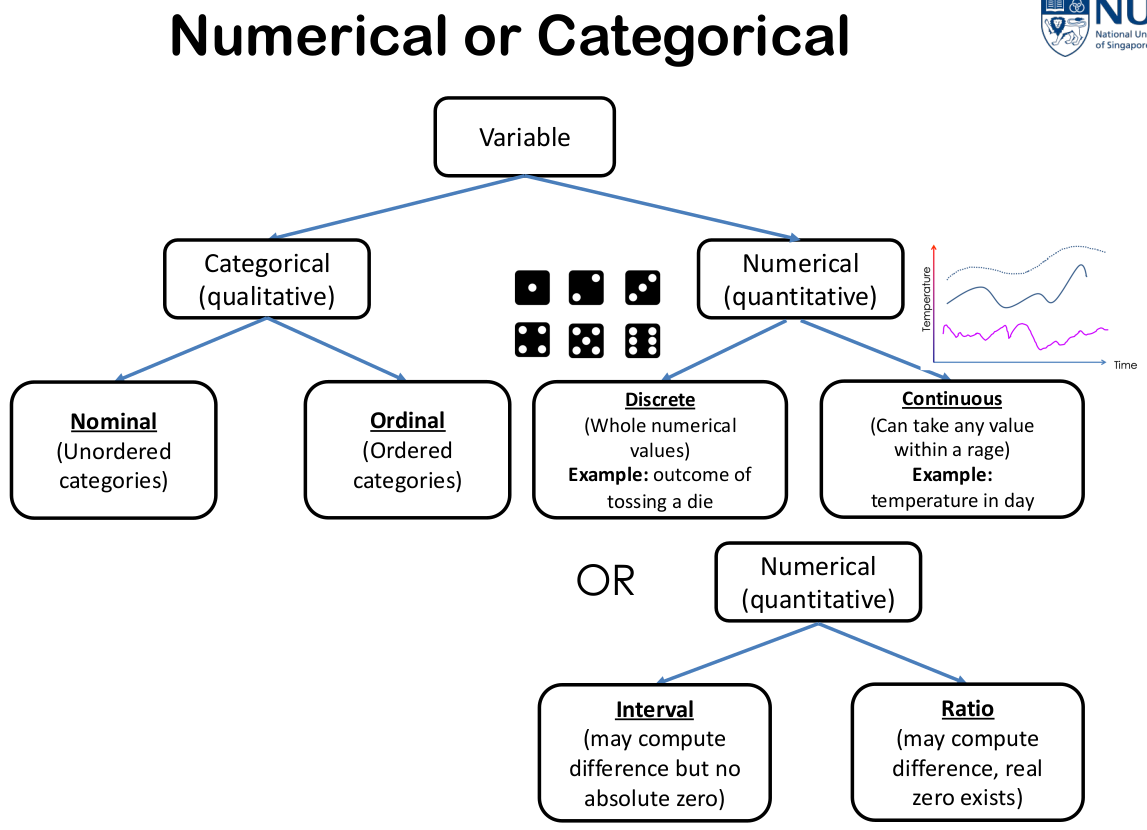 Numerical or Categorical
NU
National Un
of Singapore
Variable
Categorical
(qualitative)
Numerical
(quantitative)
Temperature
Time
Nominal
(Unordered
categories)
Ordinal
(Ordered
categories)
Discrete
(Whole numerical
values)
Example: outcome of
tossing a die
Continuous
(Can take any value
within a rage)
Example:
temperature in day
OR
Numerical
(quantitative)
Interval
(may compute
difference but no
absolute zero)
Ratio
(may compute
difference, real
zero exists)